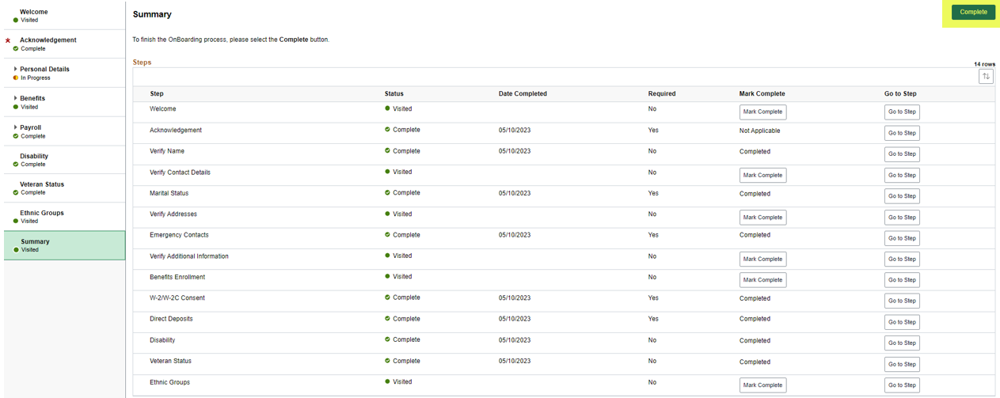 Welcome
Visited
Acknowledgement
Complete
Personal Details
In Progress
Benefits
Visited
Payroll
Complete
Disability
Complete
Veteran Status
Complete
Ethnic Groups
Visited
Summary
Visited
Summary
Complete
To finish the OnBoarding process, please select the Complete button.
Steps
14 rows
Step Status Date Completed Required Mark Complete Go to Step
Welcome Visited No Mark Complete Go to Step
Acknowledgement Complete 05/10/2023 Yes Not Applicable Go to Step
Verify Name Complete 05/10/2023 No Completed Go to Step
Verify Contact Details Visited No Mark Complete Go to Step
Marital Status Complete 05/10/2023 Yes Completed Go to Step
Verify Addresses Visited No Mark Complete Go to Step
Emergency Contacts Complete 05/10/2023 Yes Completed Go to Step
Verify Additional Information Visited No Mark Complete Go to Step
Benefits Enrollment Visited No Mark Complete Go to Step
W-2/W-2C Consent Complete 05/10/2023 Yes Completed Go to Step
Direct Deposits Complete 05/10/2023 Yes Completed Go to Step
Disability Complete 05/10/2023 No Completed Go to Step
Veteran Status Complete 05/10/2023 No Completed Go to Step
Ethnic Groups Visited No Mark Complete Go to Step